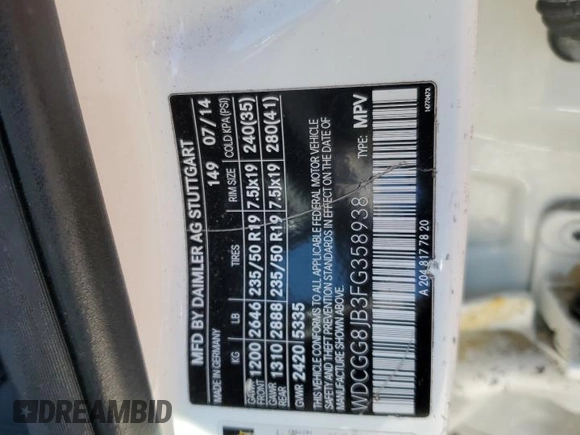 MFD BY DAIMLER AG STUTTGART
MADE IN GERMANY 149 07/14
KG LB TIRES RIM SIZE COLD KPA(PSI)
GAWR FRONT 1200 2646 235/50 R19 7.5Jx19 240(35)
GAWR REAR 1310 2888 235/50 R19 7.5Jx19 280(41)
GVWR 2420 5335
THIS VEHICLE CONFORMS TO ALL APPLICABLE FEDERAL MOTOR VEHICLE
SAFETY AND THEFT PREVENTION STANDARDS IN EFFECT ON THE DATE OF
MANUFACTURE SHOWN ABOVE.
WDCGG8JB3FG358938 TYPE: MPV
A 204 817 78 20
14770473
DREAMBID